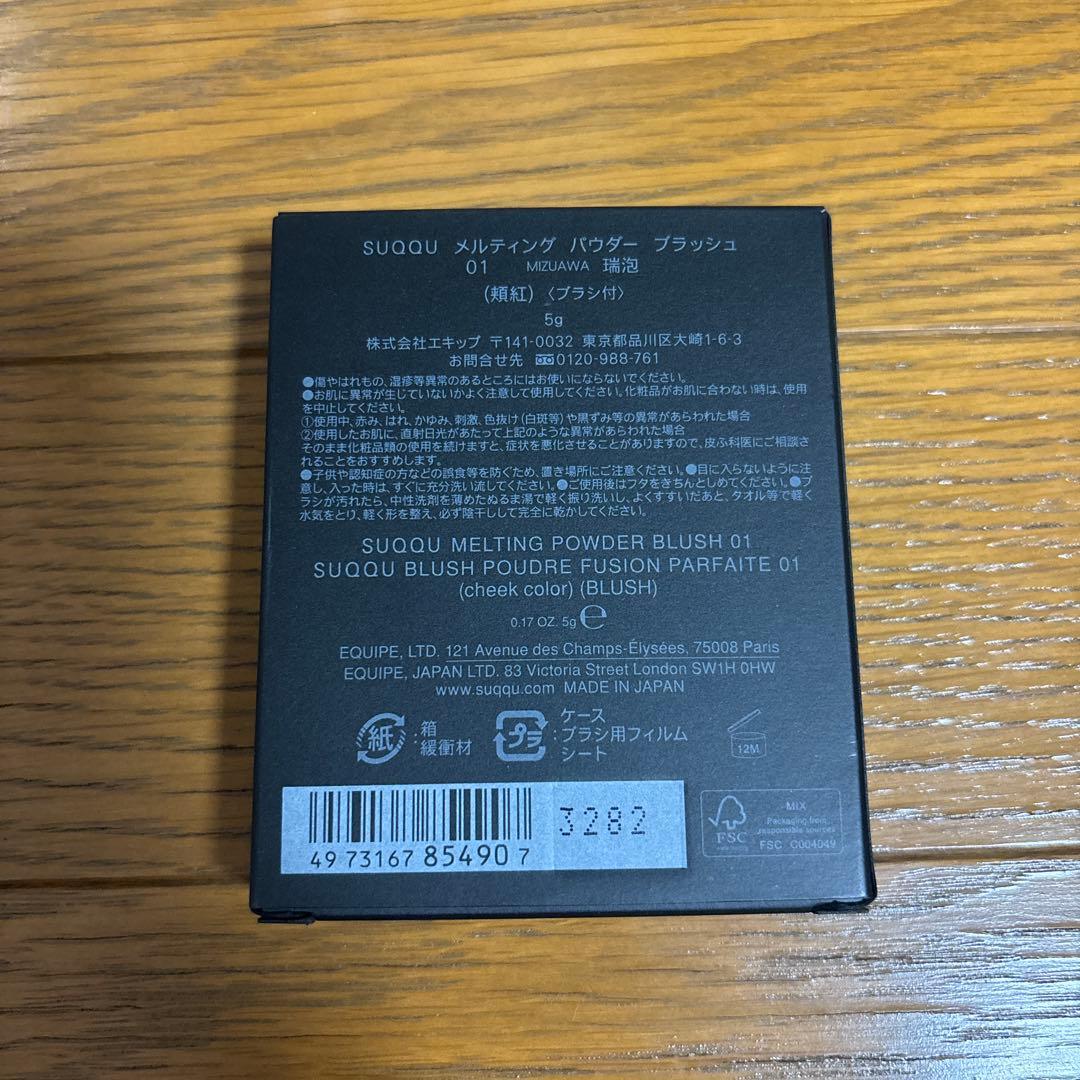 SUQQU メルティング パウダー ブラッシュ
01 MIZUAWA 瑞泡
(頬紅)〈ブラシ付〉
5g
株式会社エキップ 〒141-0032 東京都品川区大崎1-6-3
お問合せ先 0120-988-761
●傷やはれもの、湿疹等異常のあるところにはお使いにならないでください。
●お肌に異常が生じていないかよく注意して使用してください。化粧品がお肌に合わない時は、使用
を中止してください。
①使用中、赤み、はれ、かゆみ、刺激、色抜け(白斑等)や黒ずみ等の異常があらわれた場合
②使用したお肌に、直射日光があたって上記のような異常があらわれた場合
そのまま化粧品類の使用を続けますと、症状を悪化させることがありますので、皮ふ科医にご相談さ
れることをおすすめします。
●子供や認知症の方などの誤食等を防ぐため、置き場所にご注意ください。●目に入らないように注
意し、入った時は、すぐに充分洗い流してください。●ご使用後はフタをきちんとしめてください。●ブ
ラシが汚れたら、中性洗剤を薄めたぬるま湯で軽く振り洗いし、よくすすいだあと、タオル等で軽く
水気をとり、軽く形を整え、必ず陰干しして完全に乾かしてください。
SUQQU MELTING POWDER BLUSH 01
SUQQU BLUSH POUDRE FUSION PARFAITE 01
(cheek color) (BLUSH)
0.17 OZ. 5g ℮
EQUIPE, LTD. 121 Avenue des Champs-Élysées, 75008 Paris
EQUIPE, JAPAN LTD. 83 Victoria Street London SW1H 0HW
www.suqqu.com MADE IN JAPAN
紙:箱
緩衝材
プラ:ケース
ブラシ用フィルム
シート
12M
4973167854907
3282
FSC
MIX
Packaging from
responsible sources
FSC C004049